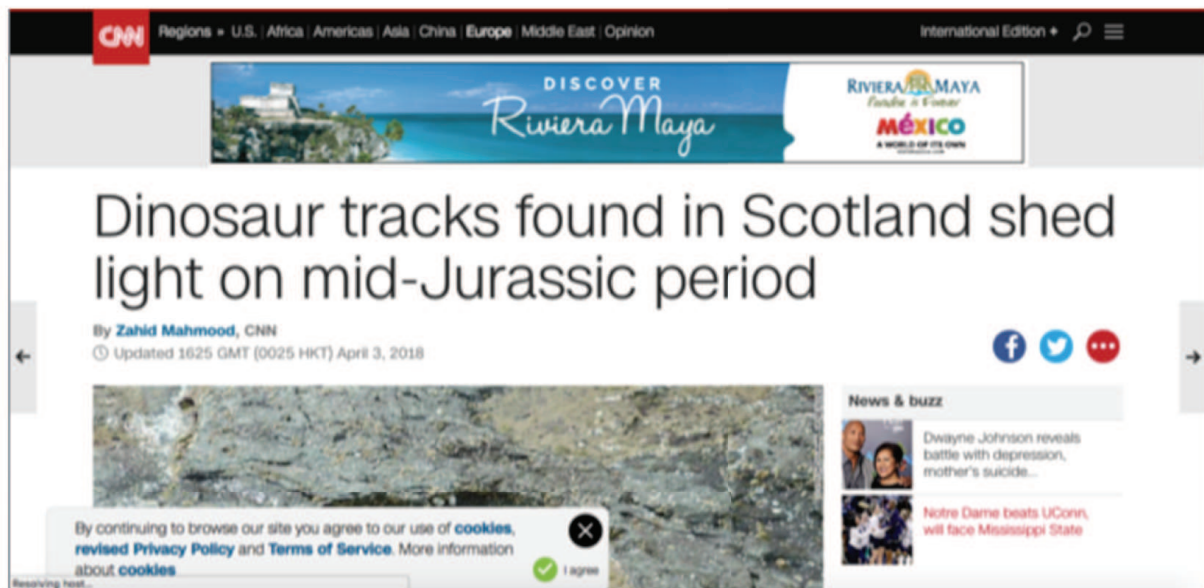 CNN Regions » U.S. | Africa | Americas | Asia | China | Europe | Middle East | Opinion International Edition +
DISCOVER
Riviera Maya
RIVIERA MAYA
Paradise is Forever
MéXICO
A WORLD OF ITS OWN
Dinosaur tracks found in Scotland shed
light on mid-Jurassic period
By Zahid Mahmood, CNN
Updated 1625 GMT (0025 HKT) April 3, 2018
News & buzz
Dwayne Johnson reveals
battle with depression,
mother's suicide...
Notre Dame beats UConn,
will face Mississippi State
By continuing to browse our site you agree to our use of cookies,
revised Privacy Policy and Terms of Service. More information
about cookies
I agree
Resolving host...